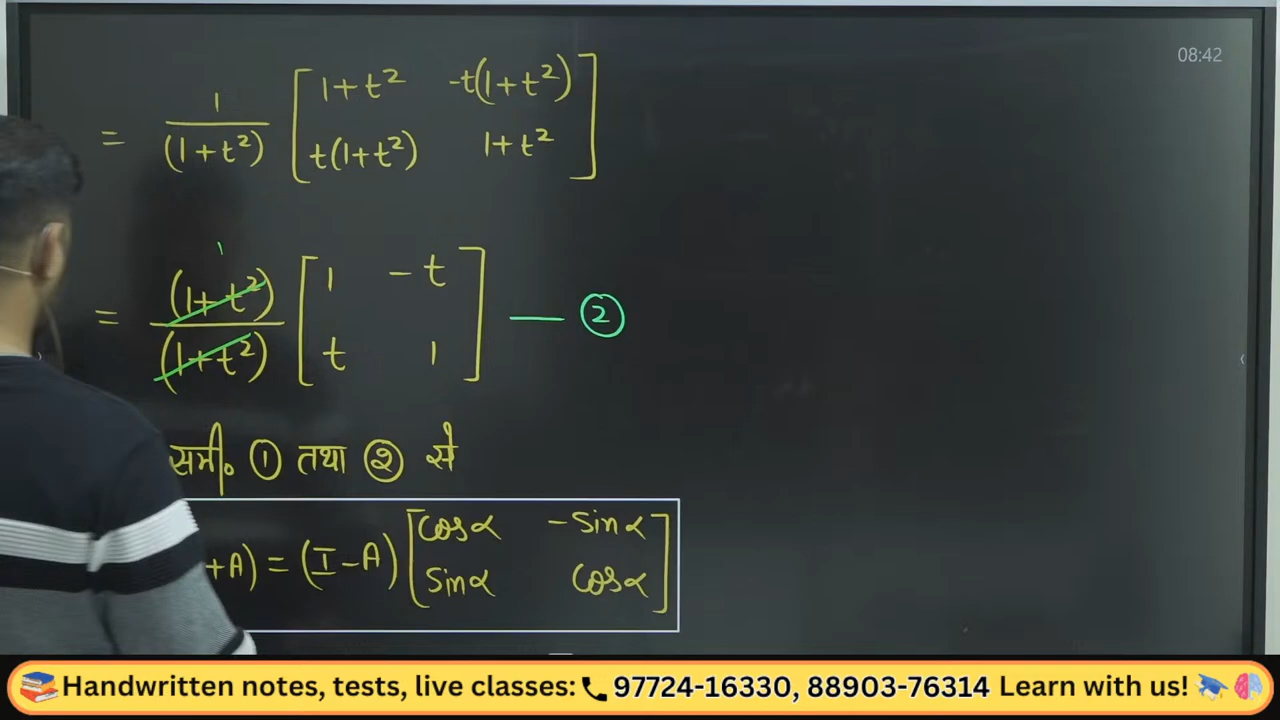 08:42
= 1/(1+t²) [1+t² -t(1+t²)
t(1+t²) 1+t²]
= (1+t²)/(1+t²) 1 [1 -t
t 1] — ②
समी. ① तथा ② से
+A) = (I-A) [cosα -sinα
sinα cosα]
Handwritten notes, tests, live classes: 97724-16330, 88903-76314 Learn with us!